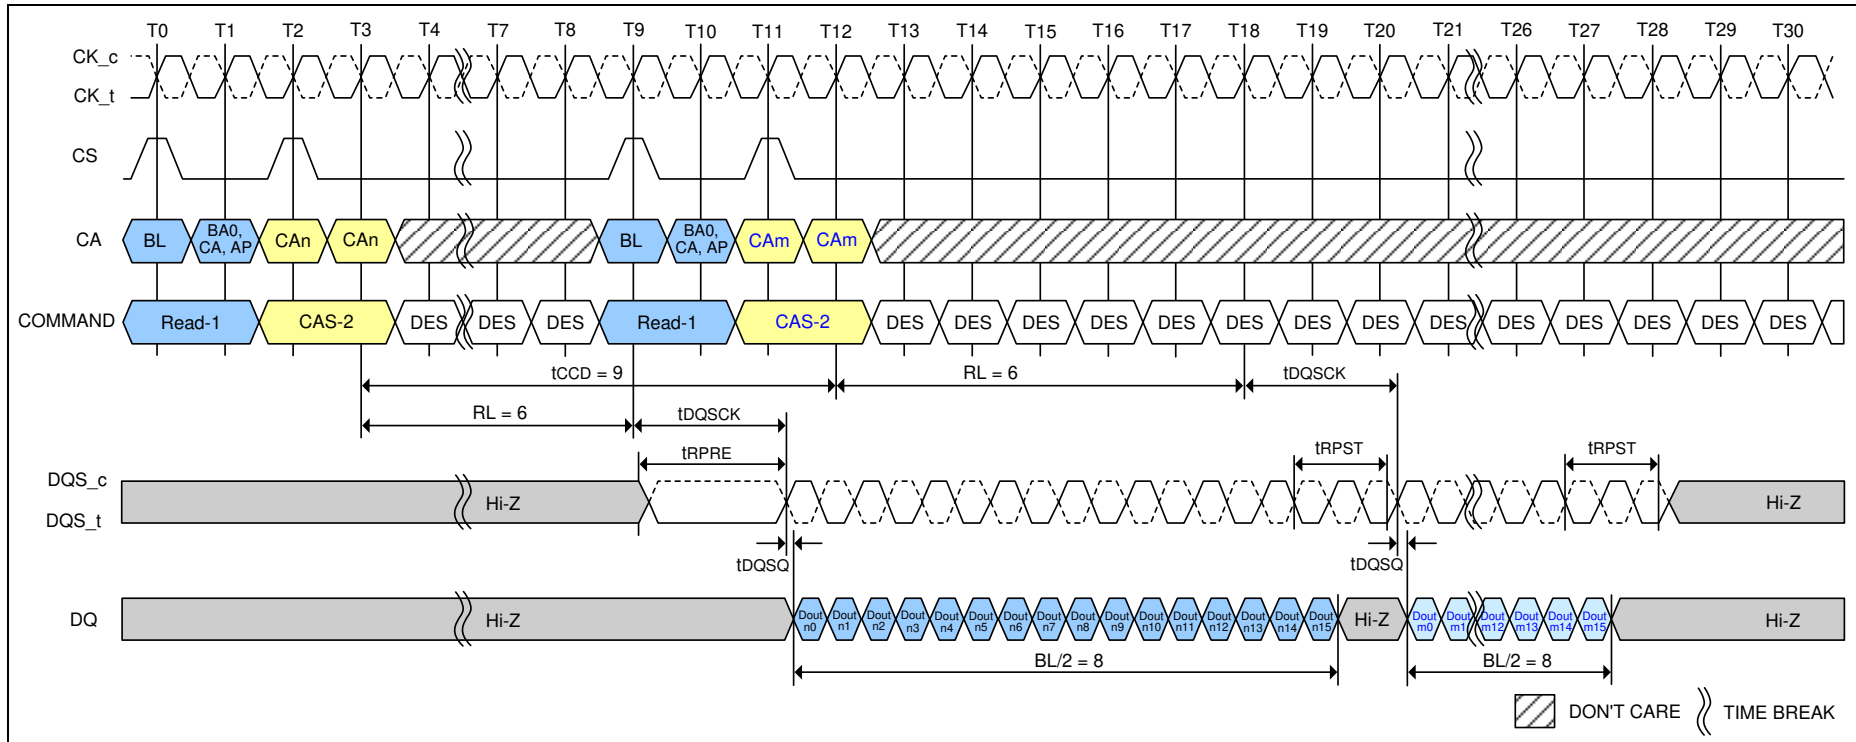 T0 T1 T2 T3 T4 T7 T8 T9 T10 T11 T12 T13 T14 T15 T16 T17 T18 T19 T20 T21 T26 T27 T28 T29 T30
CK_c
CK_t
CS
CA BL BA0, CA, AP CAn CAn BL BA0, CA, AP CAm CAm
COMMAND Read-1 CAS-2 DES DES DES Read-1 CAS-2 DES DES DES DES DES DES DES DES DES DES DES DES DES DES
tCCD = 9 RL = 6 tDQSCK
RL = 6 tDQSCK
tRPRE tRPST tRPST
DQS_c
Hi-Z Hi-Z
DQS_t
tDQSQ tDQSQ
DQ Hi-Z Dout n0 Dout n1 Dout n2 Dout n3 Dout n4 Dout n5 Dout n6 Dout n7 Dout n8 Dout n9 Dout n10 Dout n11 Dout n12 Dout n13 Dout n14 Dout n15 Hi-Z Dout m0 Dout m1 Dout m12 Dout m13 Dout m14 Dout m15 Hi-Z
BL/2 = 8 BL/2 = 8
DON'T CARE TIME BREAK